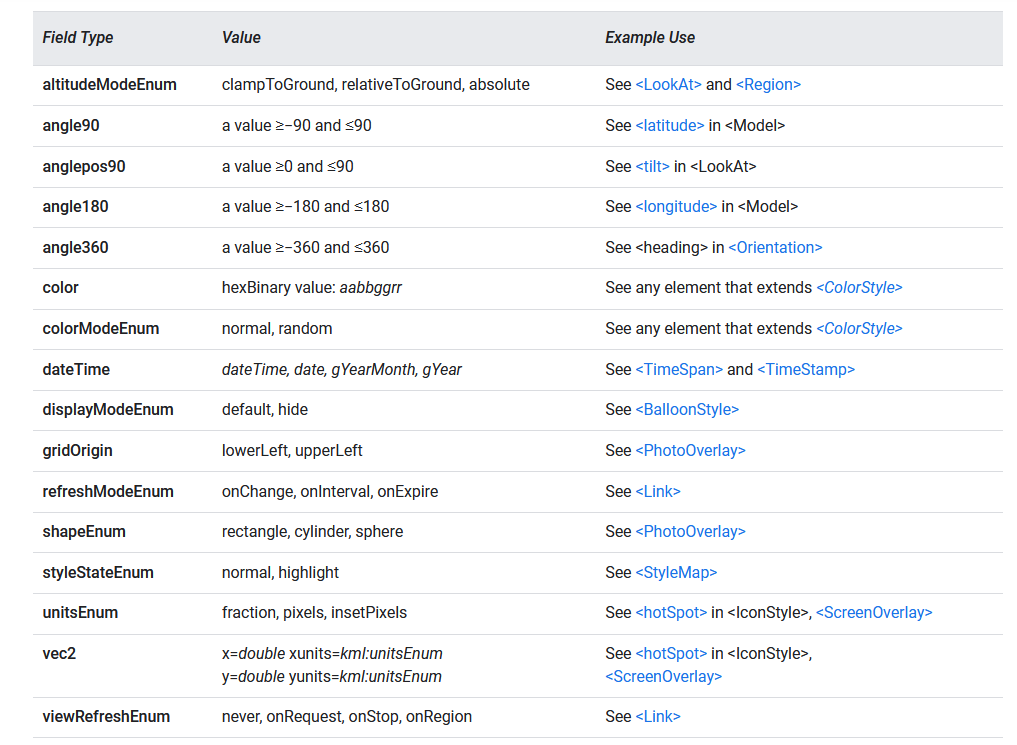 Field Type Value Example Use
altitudeModeEnum clampToGround, relativeToGround, absolute See <LookAt> and <Region>
angle90 a value ≥−90 and ≤90 See <latitude> in <Model>
anglepos90 a value ≥0 and ≤90 See <tilt> in <LookAt>
angle180 a value ≥−180 and ≤180 See <longitude> in <Model>
angle360 a value ≥−360 and ≤360 See <heading> in <Orientation>
color hexBinary value: aabbggrr See any element that extends <ColorStyle>
colorModeEnum normal, random See any element that extends <ColorStyle>
dateTime dateTime, date, gYearMonth, gYear See <TimeSpan> and <TimeStamp>
displayModeEnum default, hide See <BalloonStyle>
gridOrigin lowerLeft, upperLeft See <PhotoOverlay>
refreshModeEnum onChange, onInterval, onExpire See <Link>
shapeEnum rectangle, cylinder, sphere See <PhotoOverlay>
styleStateEnum normal, highlight See <StyleMap>
unitsEnum fraction, pixels, insetPixels See <hotSpot> in <IconStyle>, <ScreenOverlay>
vec2 x=double xunits=kml:unitsEnum See <hotSpot> in <IconStyle>,
y=double yunits=kml:unitsEnum <ScreenOverlay>
viewRefreshEnum never, onRequest, onStop, onRegion See <Link>